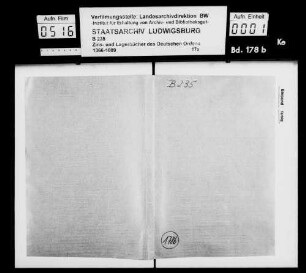 Aufn. Film
0516
Verfilmungsstelle: Landesarchivdirektion BW
Institut für Erhaltung von Archiv- und Bibliotheksgut
STAATSARCHIV LUDWIGSBURG
B 235
Zins- und Lagerbücher des Deutschen Ordens
Aufn. Einheit
0001
Bd. 178 b
Ko
B 235